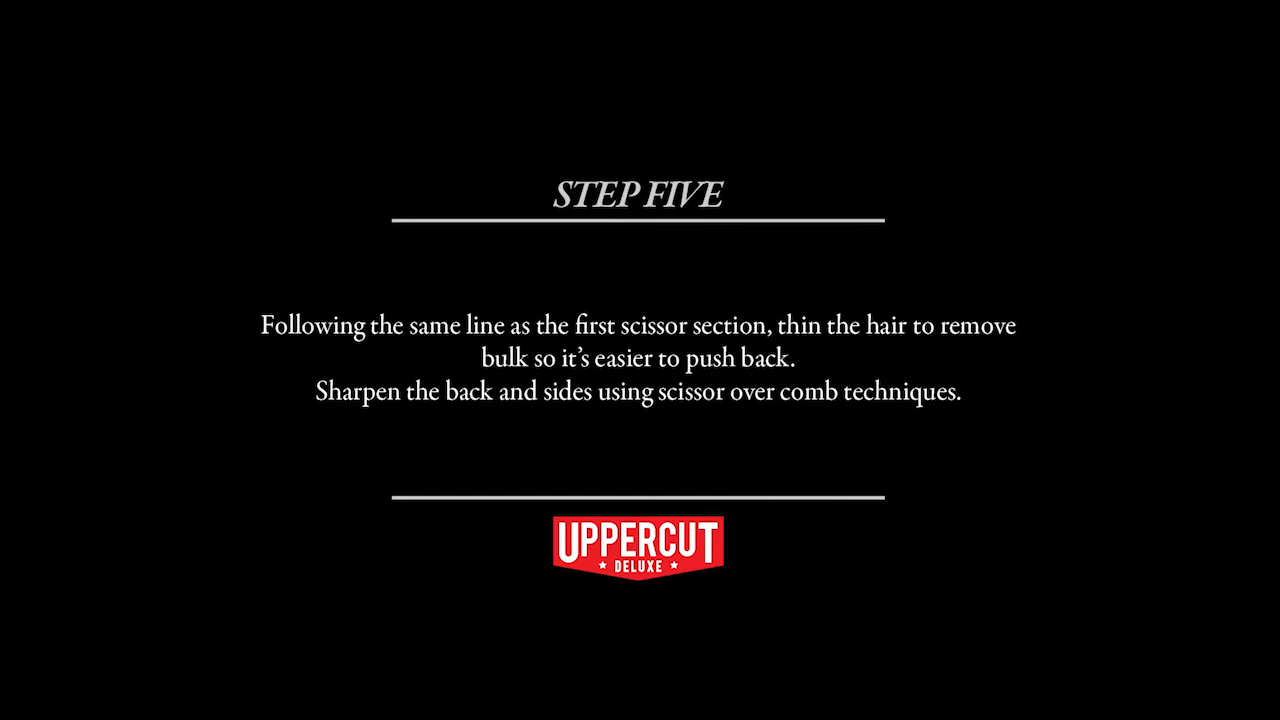 STEP FIVE
Following the same line as the first scissor section, thin the hair to remove
bulk so it’s easier to push back.
Sharpen the back and sides using scissor over comb techniques.
UPPERCUT
DELUXE